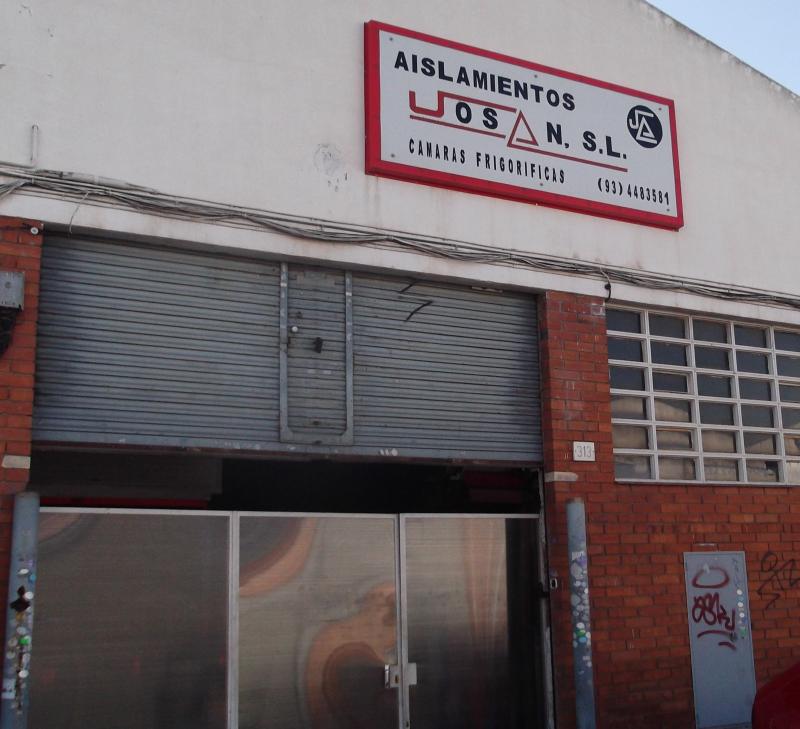 AISLAMIENTOS
JOSAN, S.L.
CAMARAS FRIGORIFICAS (93)4483581
313